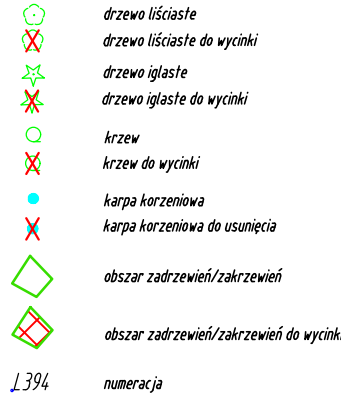 drzewo liściaste
drzewo liściaste do wycinki
drzewo iglaste
drzewo iglaste do wycinki
krzew
krzew do wycinki
karpa korzeniowa
karpa korzeniowa do usunięcia
obszar zadrzewień/zakrzewień
obszar zadrzewień/zakrzewień do wycinki
L394 numeracja